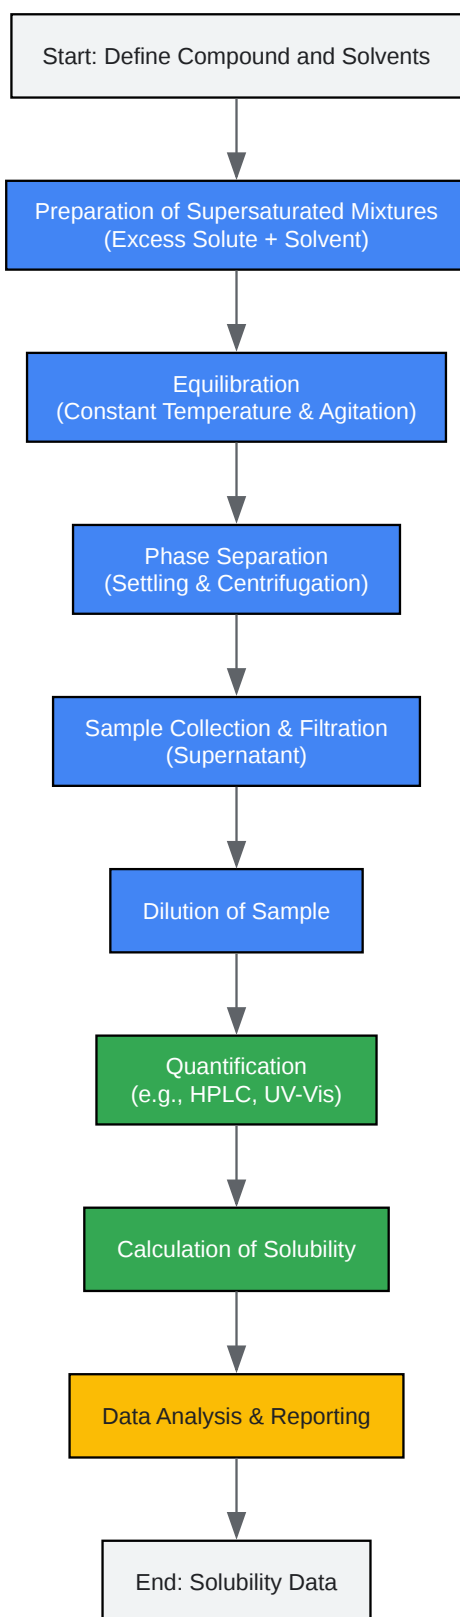 Start: Define Compound and Solvents
Preparation of Supersaturated Mixtures
(Excess Solute + Solvent)
Equilibration
(Constant Temperature & Agitation)
Phase Separation
(Settling & Centrifugation)
Sample Collection & Filtration
(Supernatant)
Dilution of Sample
Quantification
(e.g., HPLC, UV-Vis)
Calculation of Solubility
Data Analysis & Reporting
End: Solubility Data